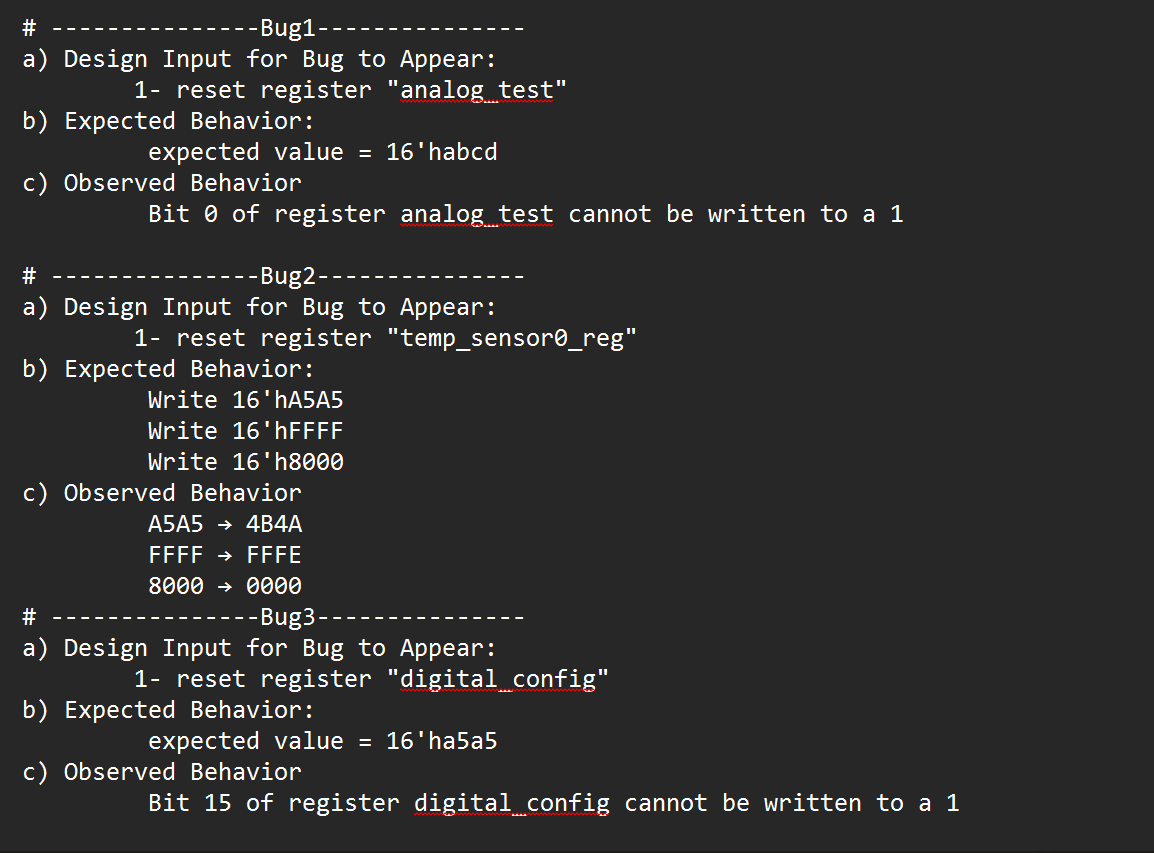 # ---------------Bug1---------------
a) Design Input for Bug to Appear:
1- reset register "analog_test"
b) Expected Behavior:
expected value = 16'habcd
c) Observed Behavior
Bit 0 of register analog_test cannot be written to a 1
# ---------------Bug2---------------
a) Design Input for Bug to Appear:
1- reset register "temp_sensor0_reg"
b) Expected Behavior:
Write 16'hA5A5
Write 16'hFFFF
Write 16'h8000
c) Observed Behavior
A5A5 → 4B4A
FFFF → FFFE
8000 → 0000
# ---------------Bug3---------------
a) Design Input for Bug to Appear:
1- reset register "digital_config"
b) Expected Behavior:
expected value = 16'ha5a5
c) Observed Behavior
Bit 15 of register digital_config cannot be written to a 1